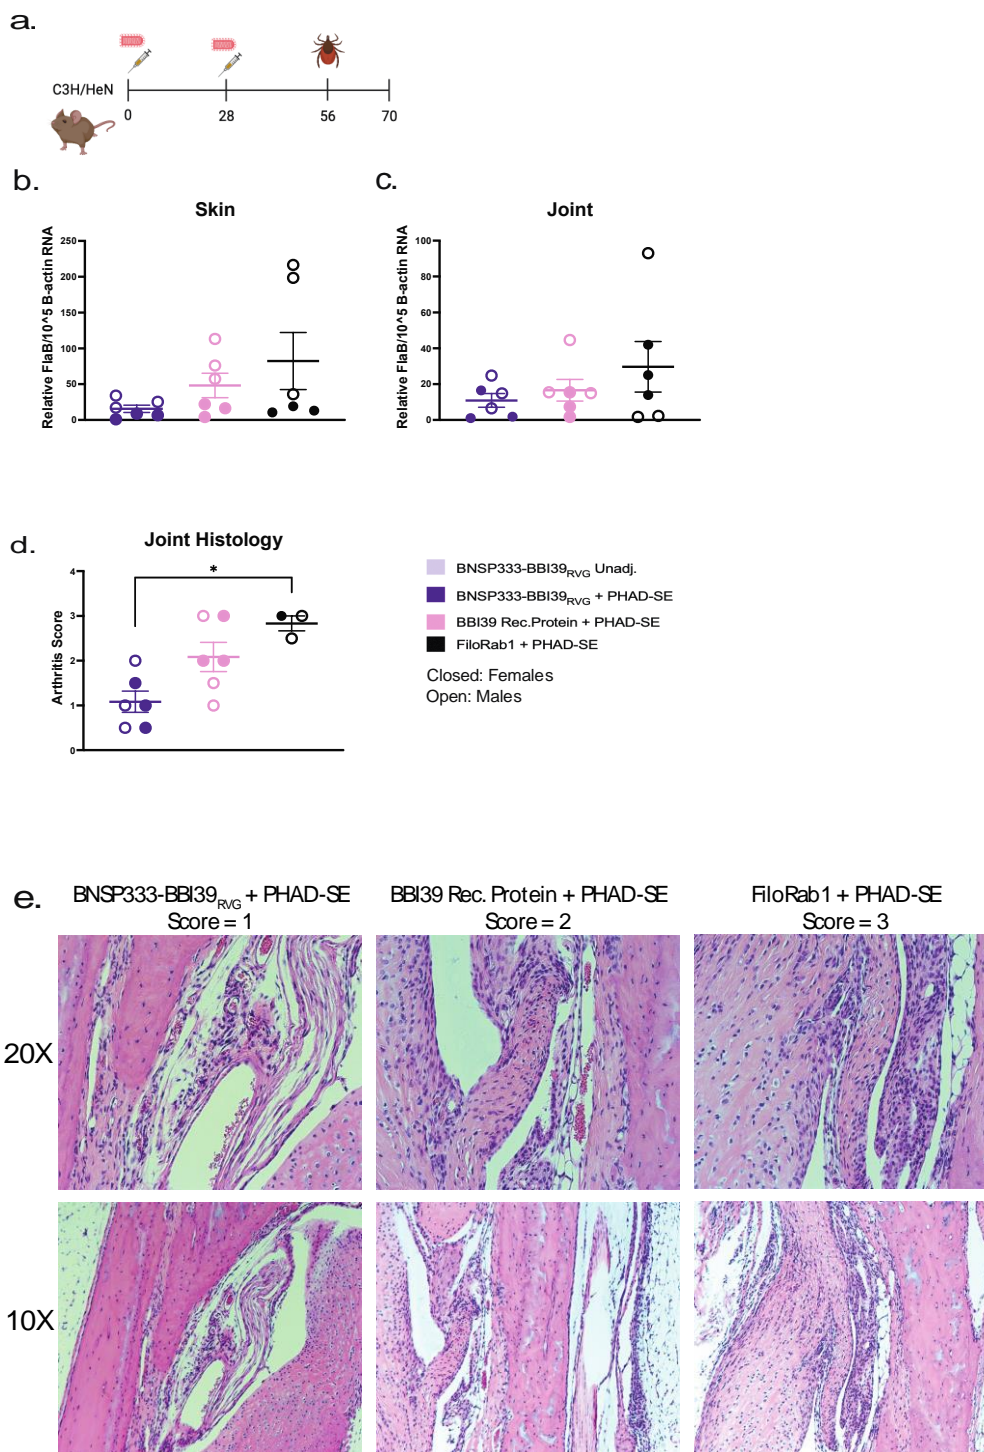 a.
C3H/HeN
0 28 56 70
b.
Skin
Relative FlaB/10^5 B-actin RNA
250
200
150
100
50
0
c.
Joint
Relative FlaB/10^5 B-actin RNA
100
80
60
40
20
0
d.
Joint Histology
Arthritis Score
4
3
2
1
0
*
BNSP333-BBI39RVG Unadj.
BNSP333-BBI39RVG + PHAD-SE
BBI39 Rec.Protein + PHAD-SE
FiloRab1 + PHAD-SE
Closed: Females
Open: Males
e.
BNSP333-BBI39RVG + PHAD-SE
Score = 1
BBI39 Rec. Protein + PHAD-SE
Score = 2
FiloRab1 + PHAD-SE
Score = 3
20X
10X